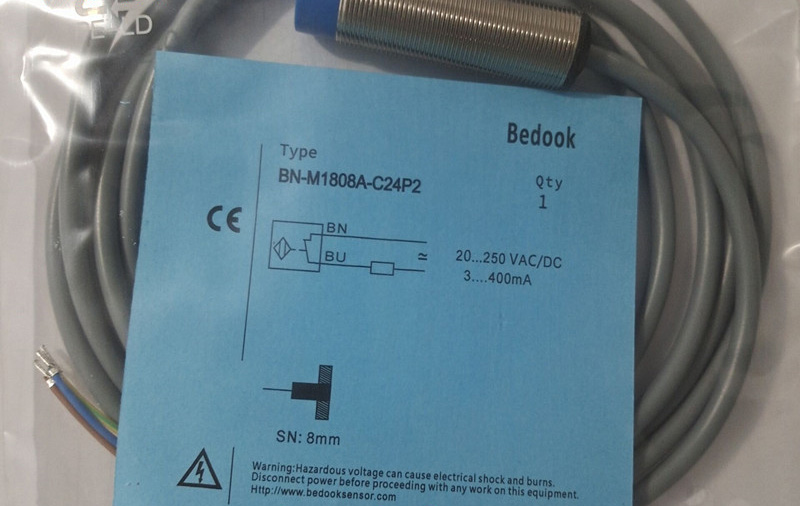 Bedook
Type
BN-M1808A-C24P2
Qty
1
CE
BN
BU
≃
20...250 VAC/DC
3....400mA
SN: 8mm
Warning:Hazardous voltage can cause electrical shock and burns.
Disconnect power before proceeding with any work on this equipment.
Http://www.bedooksensor.com